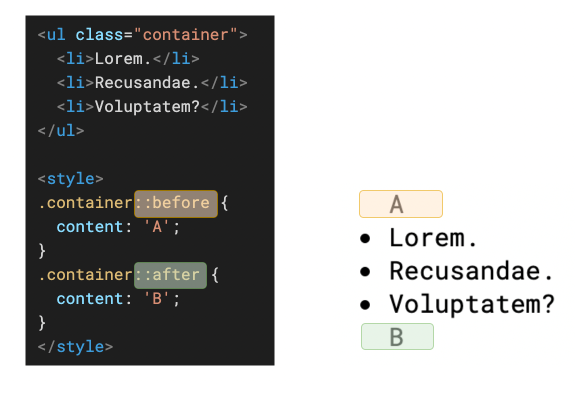 <ul class="container">
<li>Lorem.</li>
<li>Recusandae.</li>
<li>Voluptatem?</li>
</ul>
<style>
.container::before {
content: 'A';
}
.container::after {
content: 'B';
}
</style>
A
• Lorem.
• Recusandae.
• Voluptatem?
B